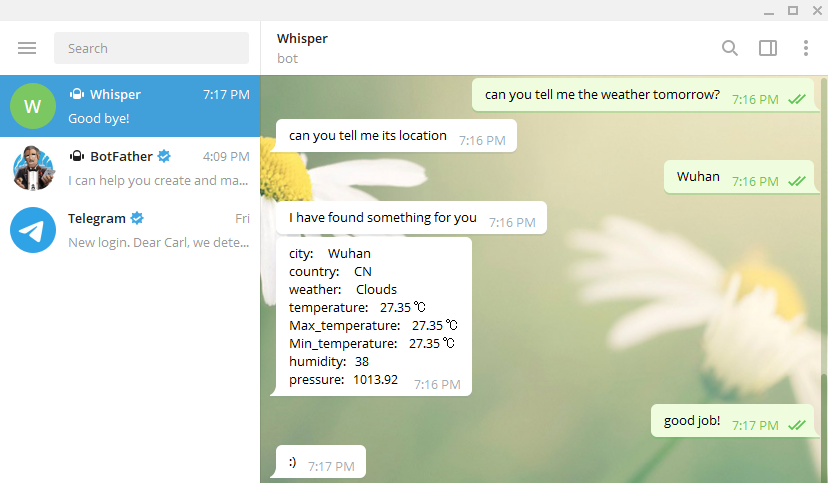 Search
Whisper 7:17 PM
Good bye!
BotFather 4:09 PM
I can help you create and ma...
Telegram Fri
New login. Dear Carl, we dete...
W
Whisper
bot
can you tell me the weather tomorrow? 7:16 PM
can you tell me its location 7:16 PM
Wuhan 7:16 PM
I have found something for you 7:16 PM
city: Wuhan
country: CN
weather: Clouds
temperature: 27.35℃
Max_temperature: 27.35℃
Min_temperature: 27.35℃
humidity: 38
pressure: 1013.92 7:16 PM
good job! 7:17 PM
:) 7:17 PM